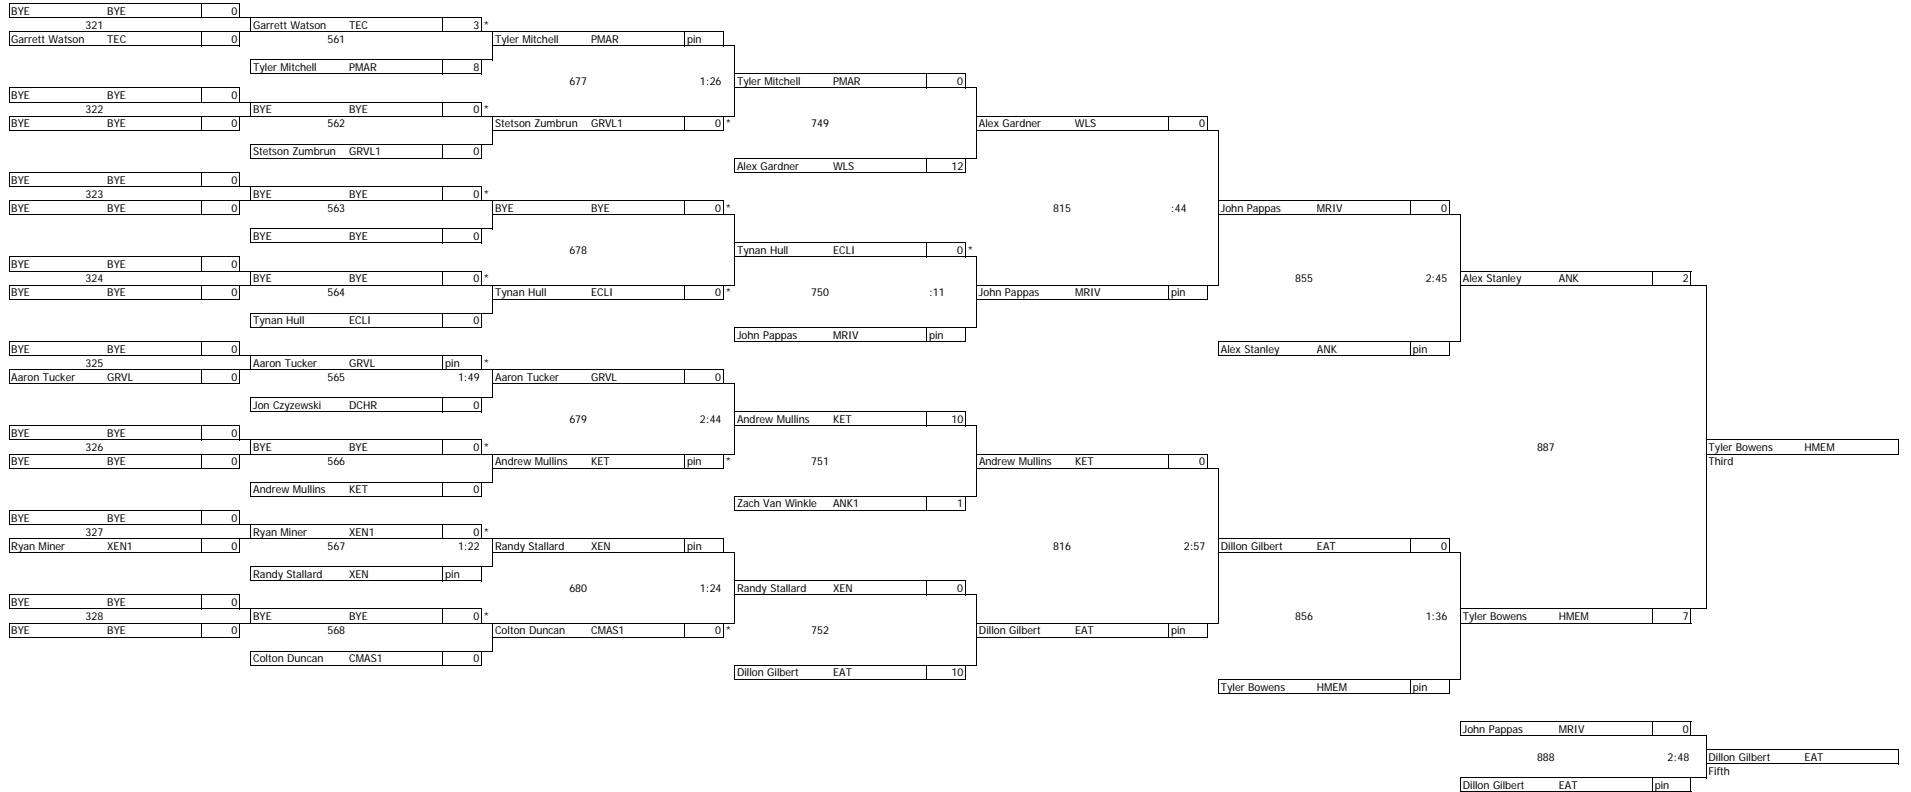 BYE BYE 0
321 Garrett Watson TEC 3 *
Garrett Watson TEC 0 561 Tyler Mitchell PMAR pin
Tyler Mitchell PMAR 8
677 1:26 Tyler Mitchell PMAR 0
BYE BYE 0
322 BYE BYE 0 *
BYE BYE 0 562 Stetson Zumbrun GRVL1 0 * 749 Alex Gardner WLS 0
Stetson Zumbrun GRVL1 0
Alex Gardner WLS 12
BYE BYE 0
323 BYE BYE 0 *
BYE BYE 0 563 BYE BYE 0 * 815 :44 John Pappas MRIV 0
BYE BYE 0
678 Tynan Hull ECLI 0 *
BYE BYE 0
324 BYE BYE 0 * 855 2:45 Alex Stanley ANK 2
BYE BYE 0 564 Tynan Hull ECLI 0 * 750 :11 John Pappas MRIV pin
Tynan Hull ECLI 0
John Pappas MRIV pin
BYE BYE 0 Alex Stanley ANK pin
325 Aaron Tucker GRVL pin *
Aaron Tucker GRVL 0 565 1:49 Aaron Tucker GRVL 0
Jon Czyzewski DCHR 0
679 2:44 Andrew Mullins KET 10
BYE BYE 0
326 BYE BYE 0 * 887 Tyler Bowens HMEM
BYE BYE 0 566 Andrew Mullins KET pin * 751 Andrew Mullins KET 0 Third
Andrew Mullins KET 0
Zach Van Winkle ANK1 1
BYE BYE 0
327 Ryan Miner XEN1 0 *
Ryan Miner XEN1 0 567 1:22 Randy Stallard XEN pin 816 2:57 Dillon Gilbert EAT 0
Randy Stallard XEN pin
680 1:24 Randy Stallard XEN 0
BYE BYE 0
328 BYE BYE 0 * 856 1:36 Tyler Bowens HMEM 7
BYE BYE 0 568 Colton Duncan CMAS1 0 * 752 Dillon Gilbert EAT pin
Colton Duncan CMAS1 0
Dillon Gilbert EAT 10
Tyler Bowens HMEM pin
John Pappas MRIV 0
888 2:48 Dillon Gilbert EAT
Fifth
Dillon Gilbert EAT pin